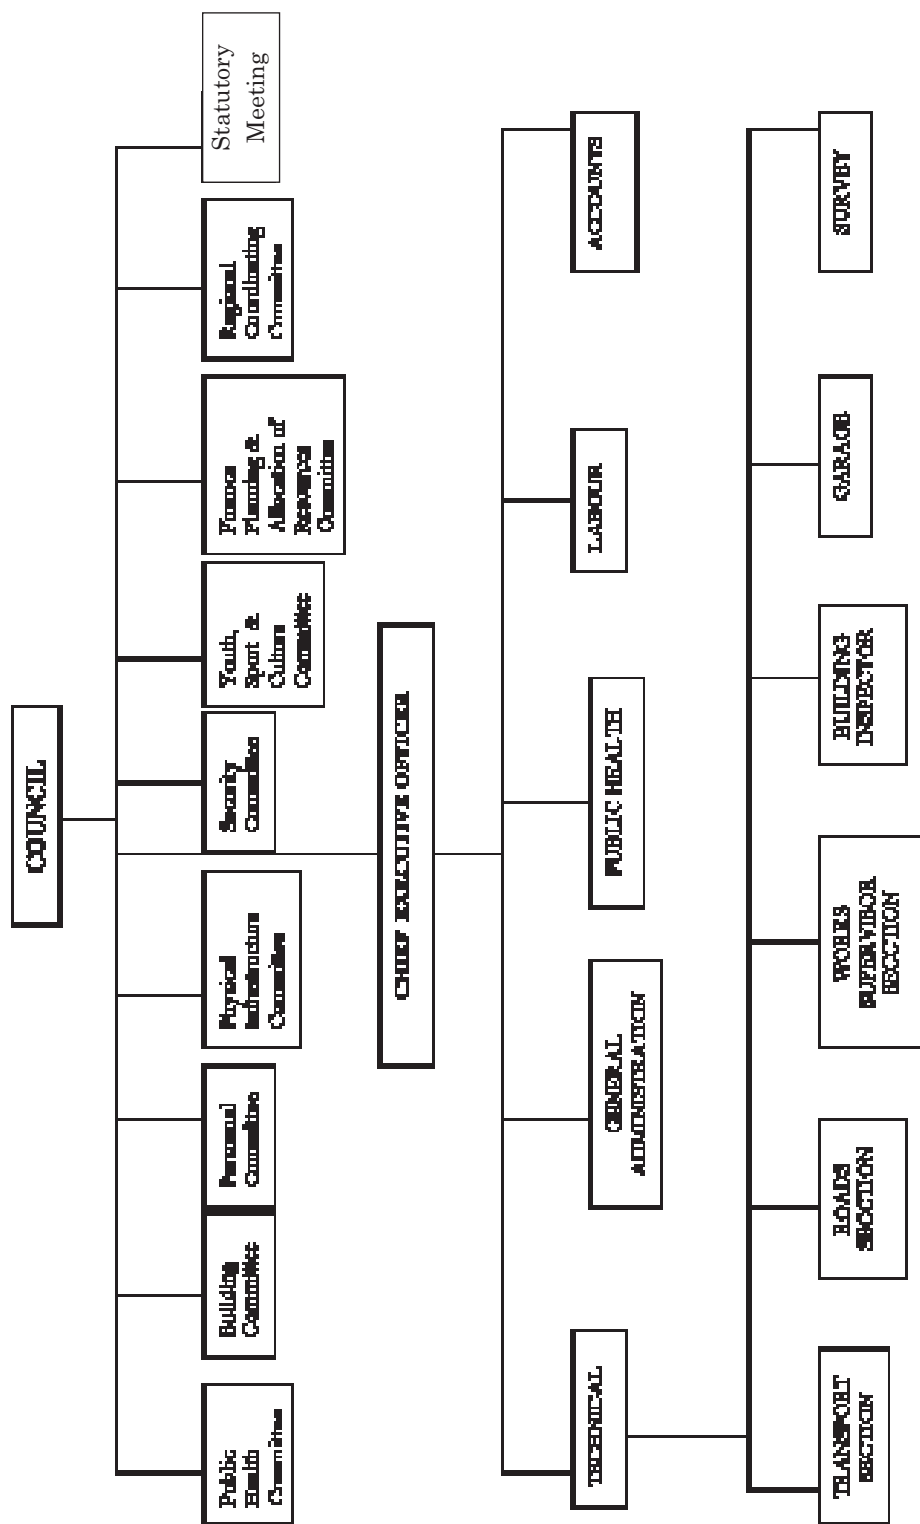 COUNCIL
Public
Health
Committee
Building
Committee
Personnel
Committee
Physical
Infrastructure
Committee
Security
Committee
Youth,
Sport &
Culture
Committee
Finance
Planning &
Allocation of
Resources
Committee
Regional
Coordinating
Committee
Statutory
Meeting
CHIEF EXECUTIVE OFFICER
TECHNICAL
GENERAL
ADMINISTRATION
PUBLIC HEALTH
LABOUR
ACCOUNTS
TRANSPORT
SECTION
ROADS
SECTION
WORKS
SUPERVISOR
SECTION
BUILDING
INSPECTOR
GARAGE
SURVEY